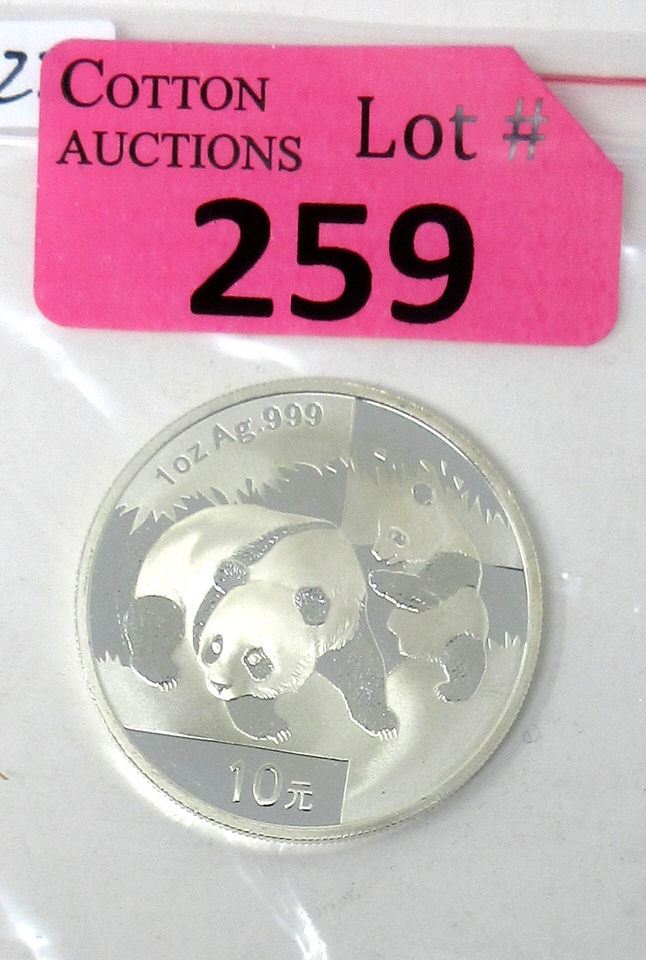 COTTON
AUCTIONS
Lot #
259
1oz Ag.999
10元